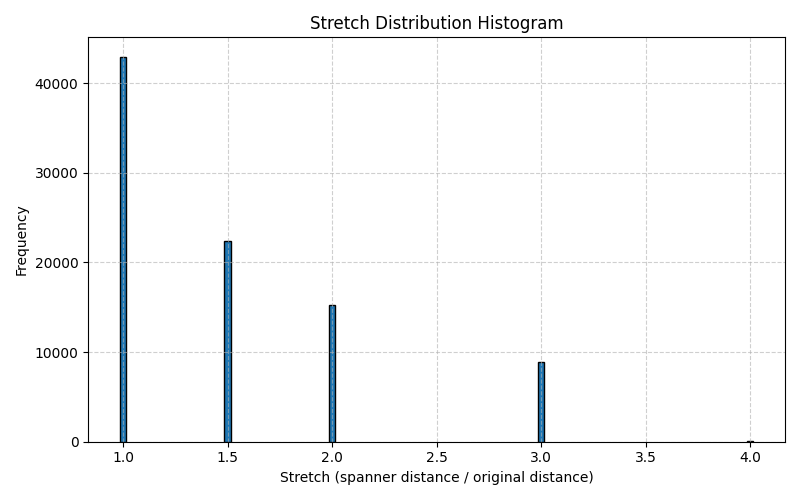 Stretch Distribution Histogram
Frequency
40000
30000
20000
10000
0
1.0 1.5 2.0 2.5 3.0 3.5 4.0
Stretch (spanner distance / original distance)